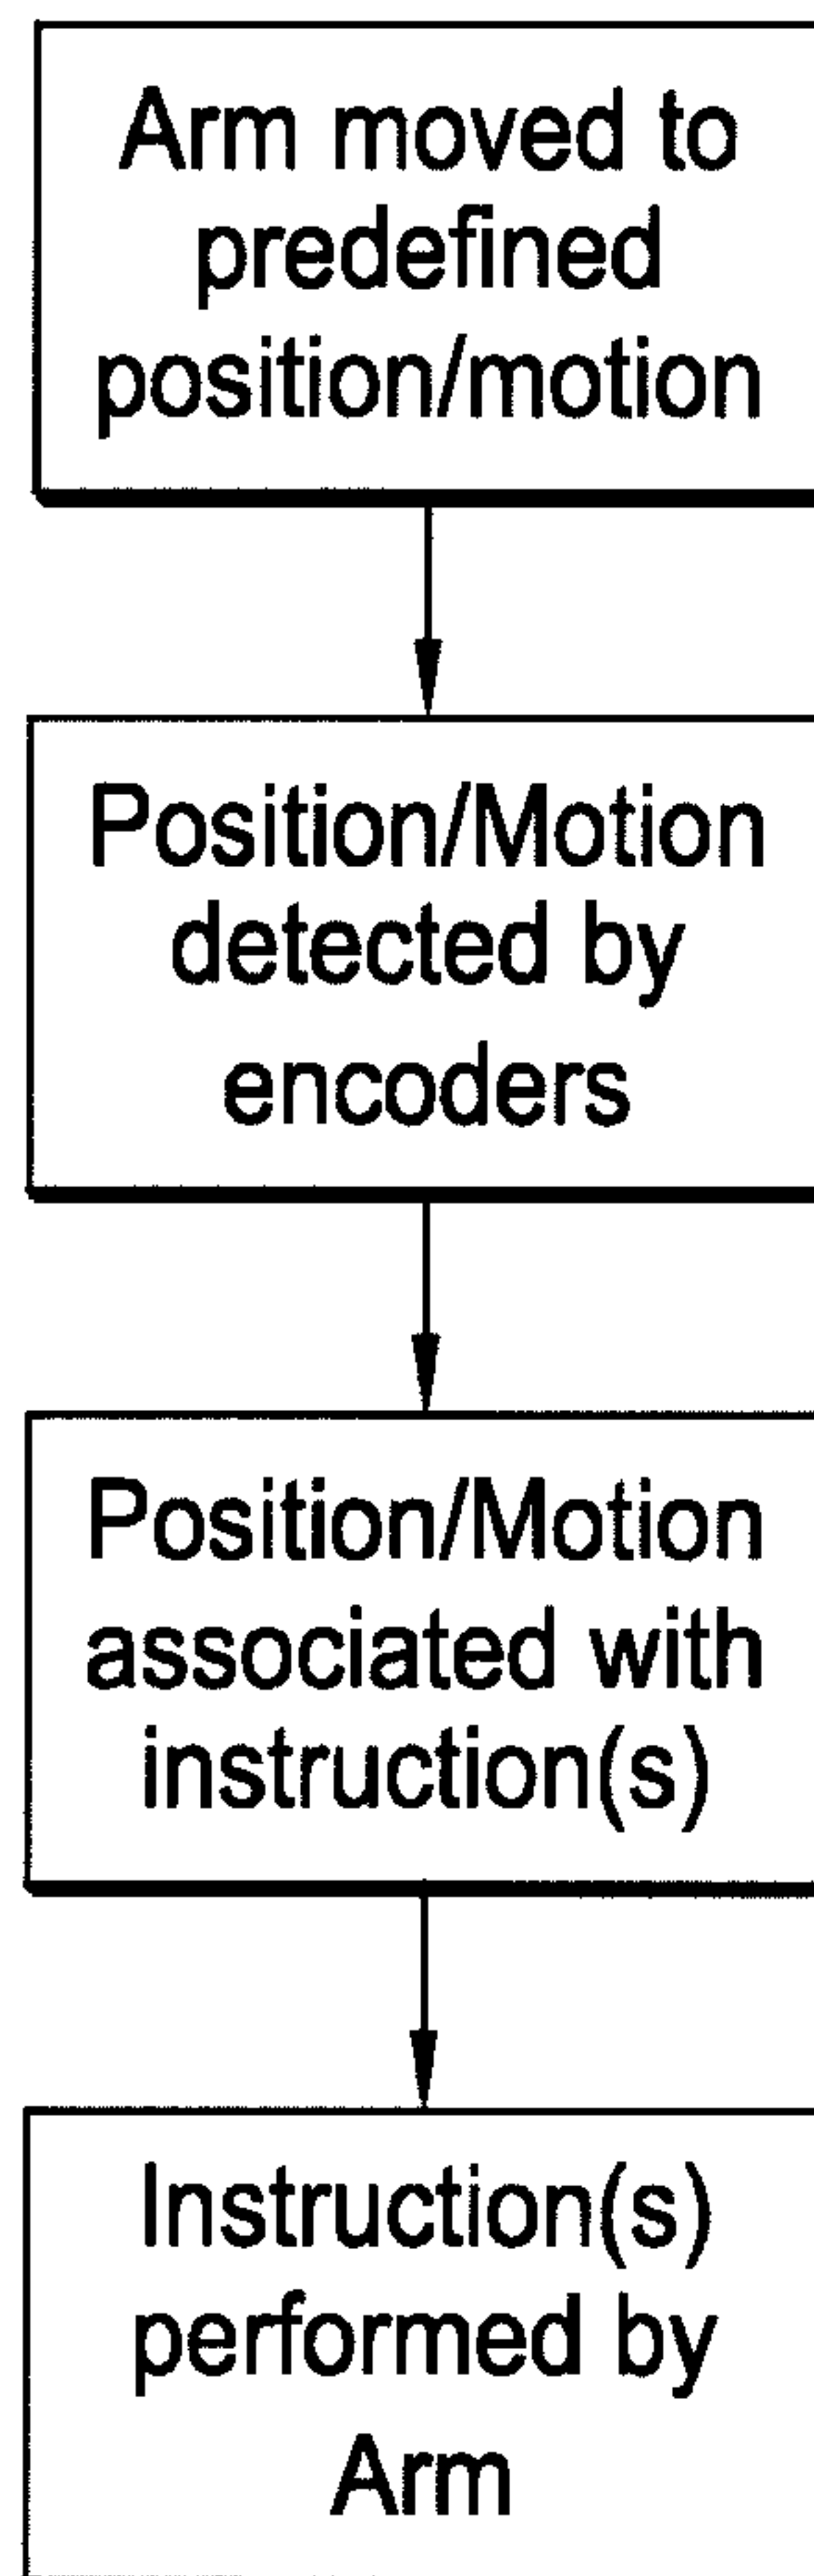 Arm moved to
predefined
position/motion
Position/Motion
detected by
encoders
Position/Motion
associated with
instruction(s)
Instruction(s)
performed by
Arm